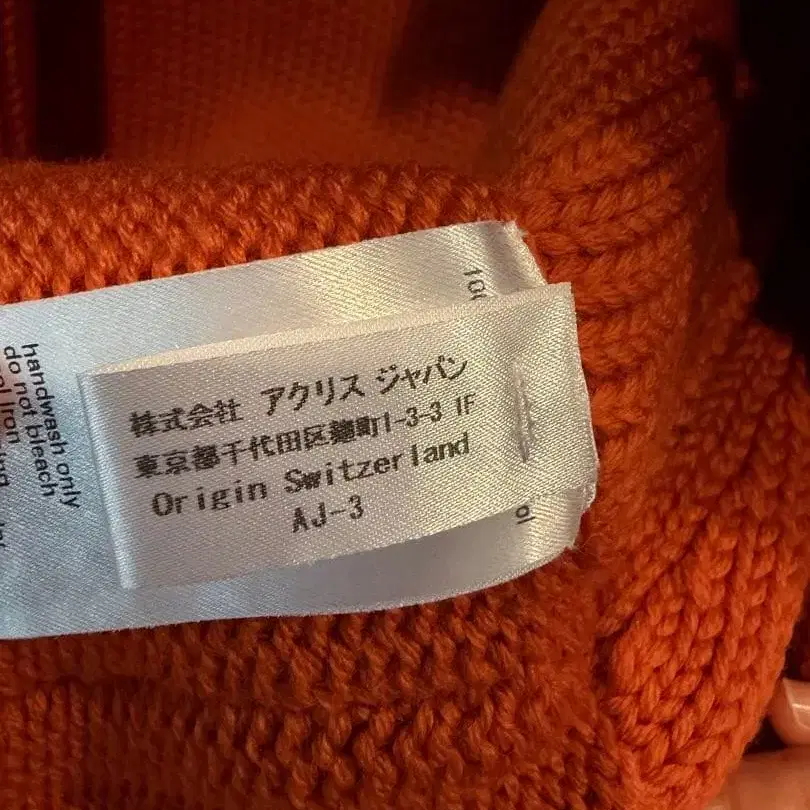 株式会社 アクリス ジャパン
東京都千代田区麹町1-3-3 1F
Origin Switzerland
AJ-3
handwash only
do not bleach
iron